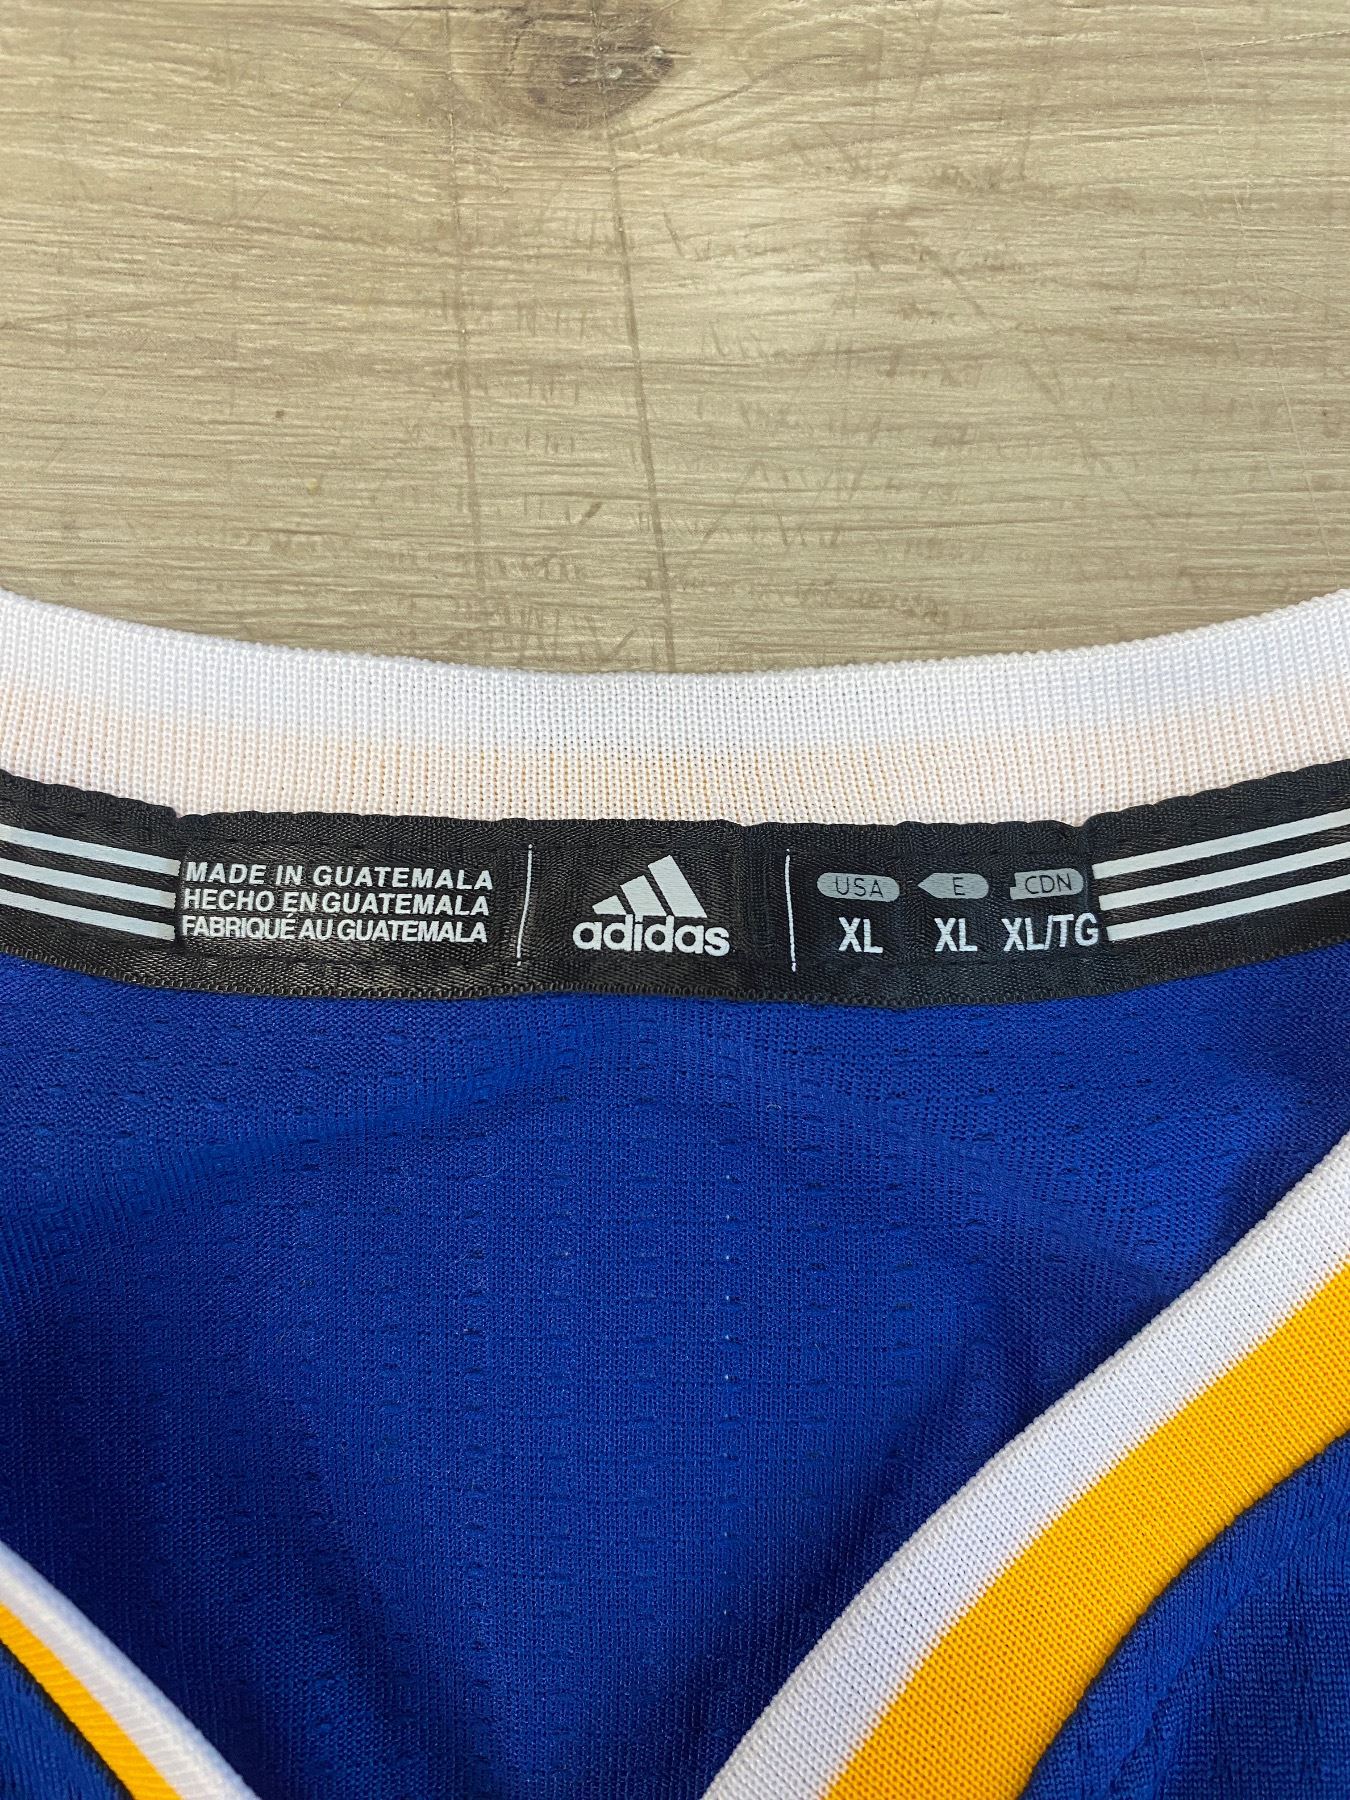 MADE IN GUATEMALA
HECHO EN GUATEMALA
FABRIQUÉ AU GUATEMALA
adidas
USA E CDN
XL XL XL/TG